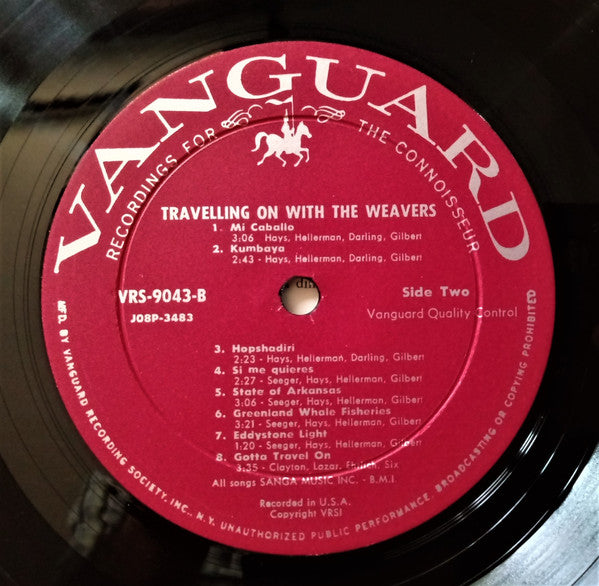 VANGUARD
RECORDINGS FOR THE CONNOISSEUR
TRAVELLING ON WITH THE WEAVERS
1. Mi Caballo
3:06 Hays, Hellerman, Darling, Gilbert
2. Kumbaya
2:43 - Hays, Hellerman, Darling, Gilbert
VRS-9043-B
J08P-3483
Side Two
Vanguard Quality Control
3. Hopshadiri
2:23 - Hays, Hellerman, Darling, Gilbert
4. Si me quieres
2:27 - Seeger, Hays, Hellerman, Gilbert
5. State of Arkansas
3:06 - Seeger, Hays, Hellerman, Gilbert
6. Greenland Whale Fisheries
3:21 - Seeger, Hays, Hellerman, Gilbert
7. Eddystone Light
1:20 - Seeger, Hays, Hellerman, Gilbert
8. Gotta Travel On
3:35 - Clayton, Lazar, Ehrlich, Six
All songs SANGA MUSIC INC. - B.M.I
Recorded in U.S.A.
Copyright VRSI
MFD. BY VANGUARD RECORDING SOCIETY, INC., N.Y. UNAUTHORIZED PUBLIC PERFORMANCE, BROADCASTING OR COPYING PROHIBITED